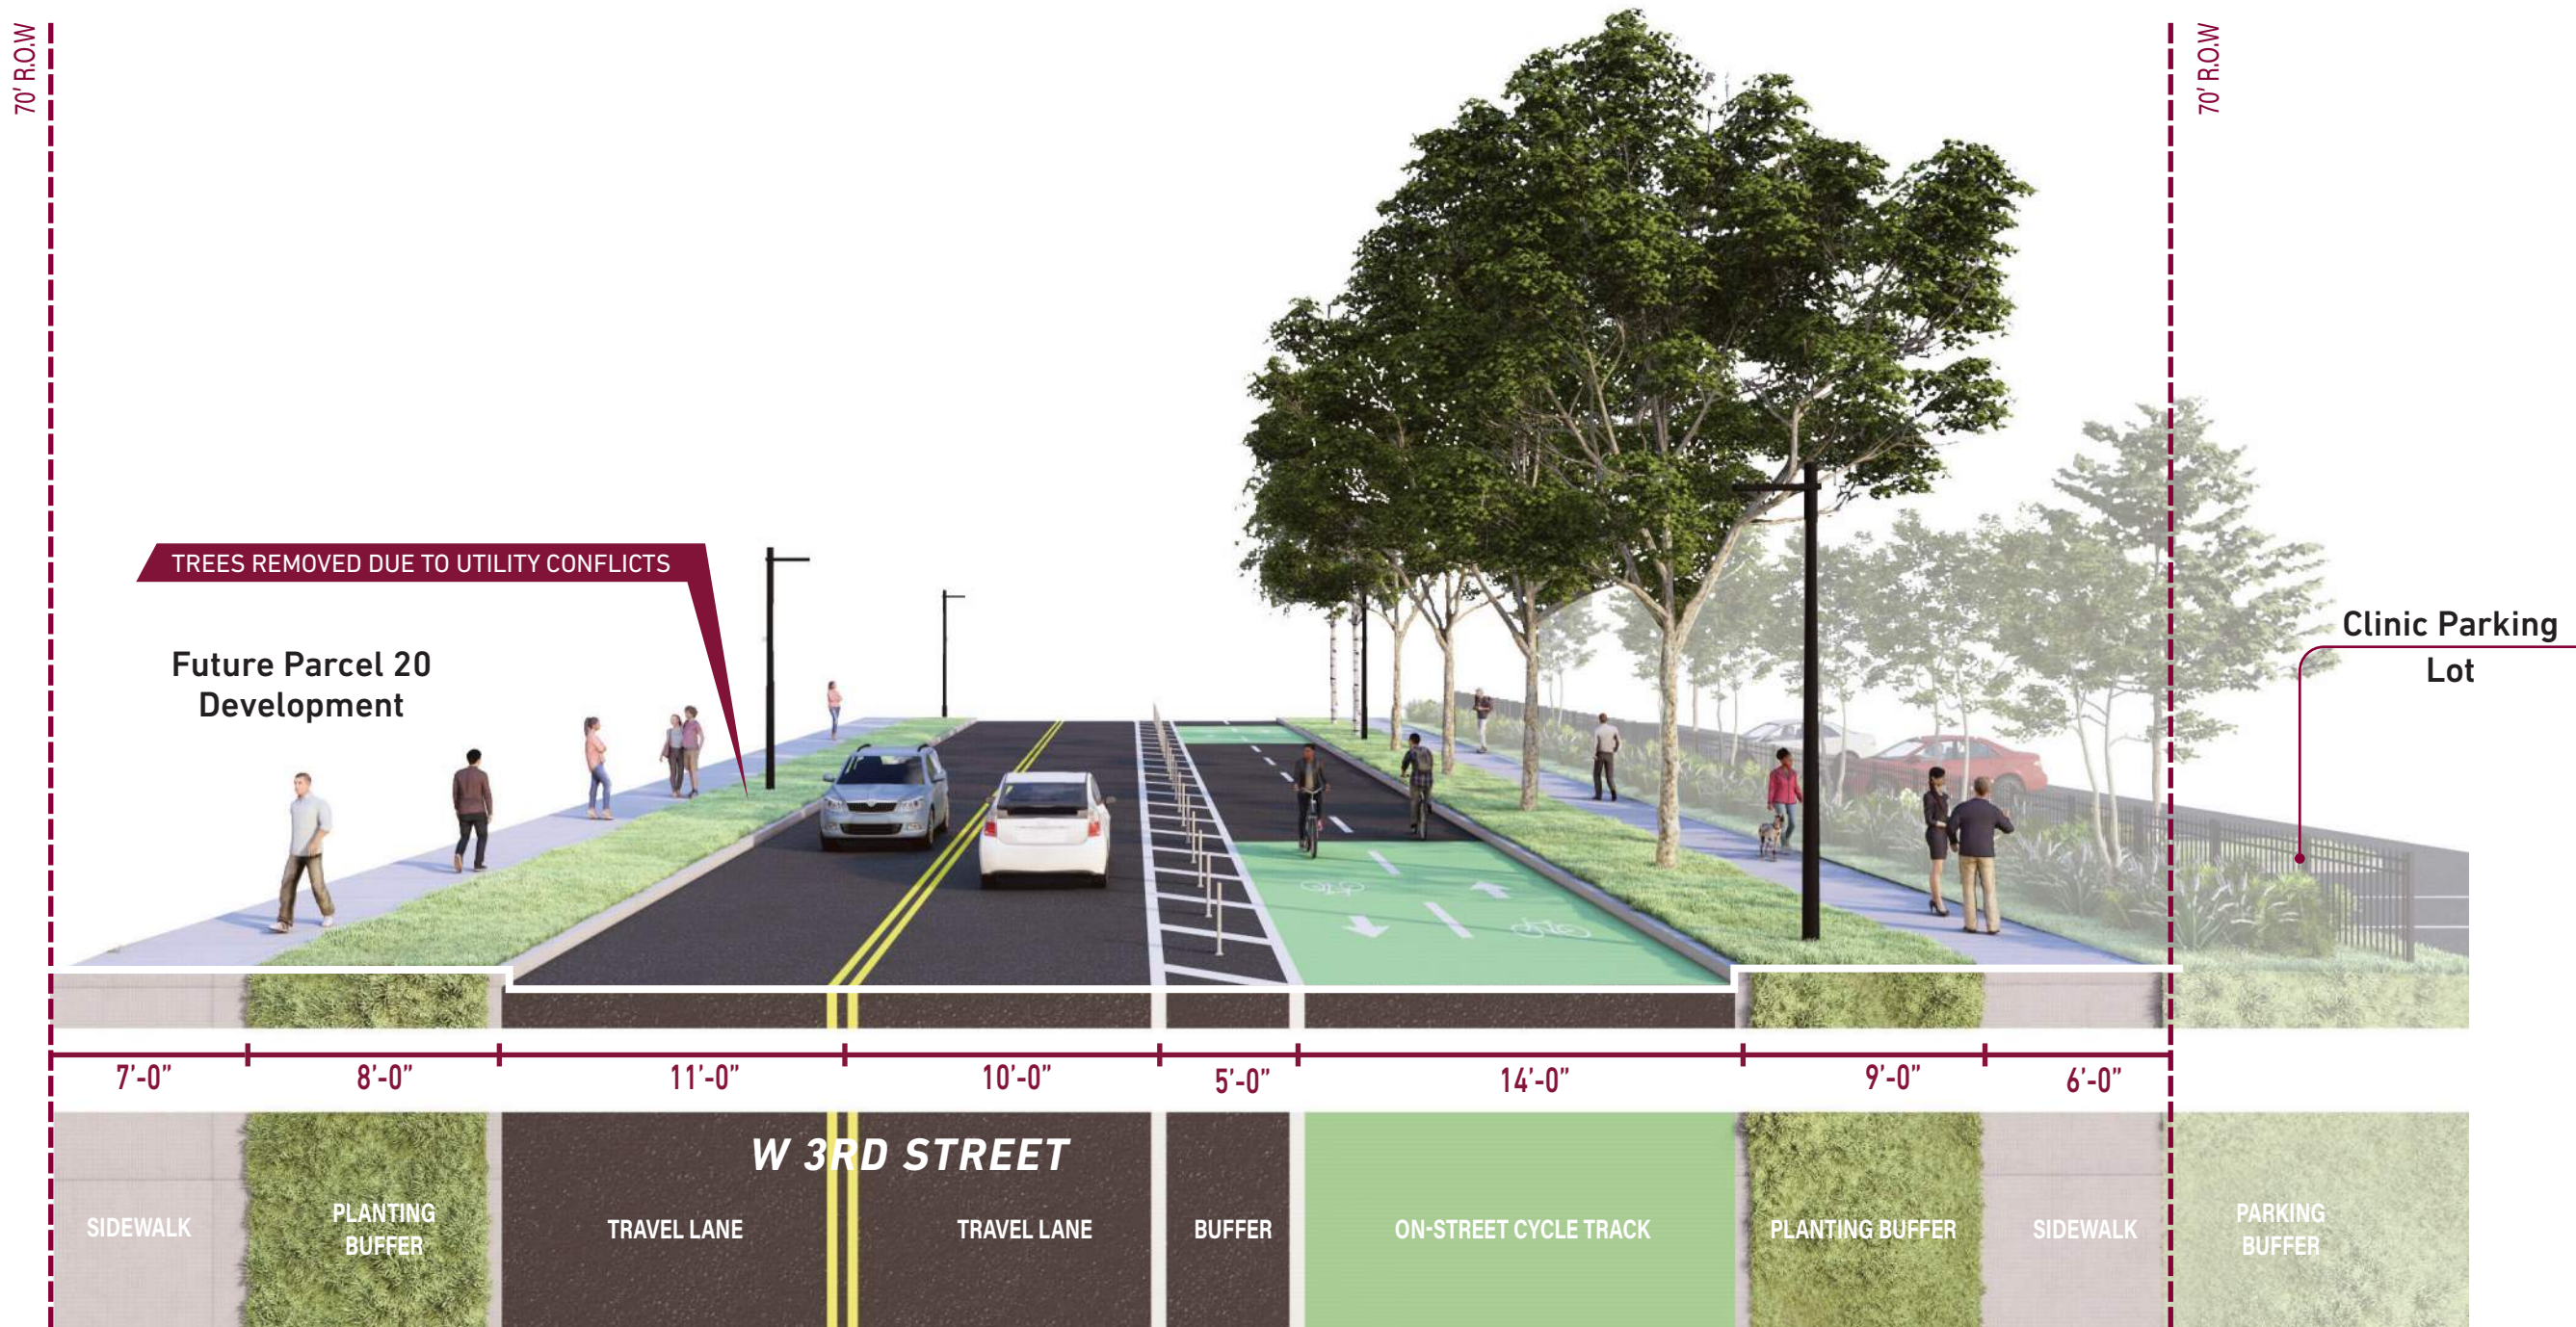 70' R.O.W
70' R.O.W
TREES REMOVED DUE TO UTILITY CONFLICTS
Future Parcel 20
Development
Clinic Parking
Lot
7'-0”
8'-0”
11'-0”
10'-0”
5'-0”
14'-0”
9'-0”
6'-0”
W 3RD STREET
SIDEWALK
PLANTING
BUFFER
TRAVEL LANE
TRAVEL LANE
BUFFER
ON-STREET CYCLE TRACK
PLANTING BUFFER
SIDEWALK
PARKING
BUFFER